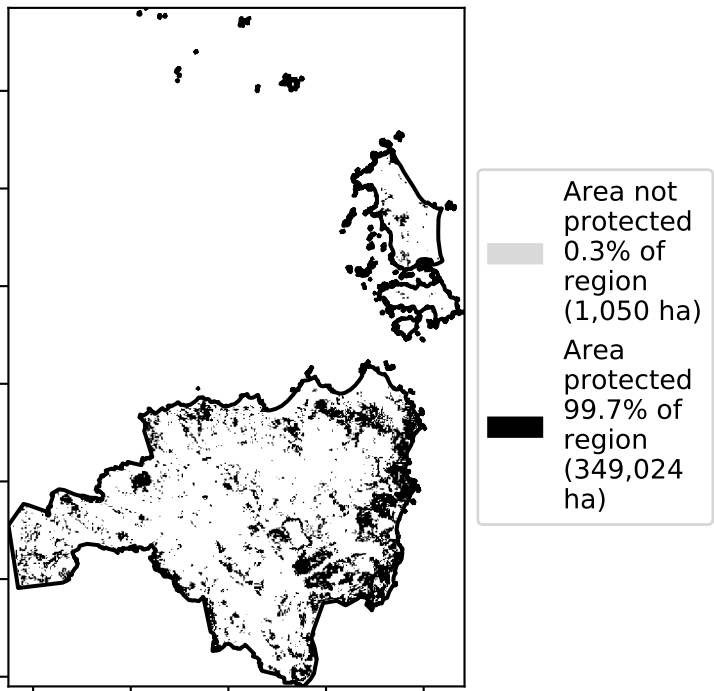 Area not
protected
0.3% of
region
(1,050 ha)
Area
protected
99.7% of
region
(349,024
ha)